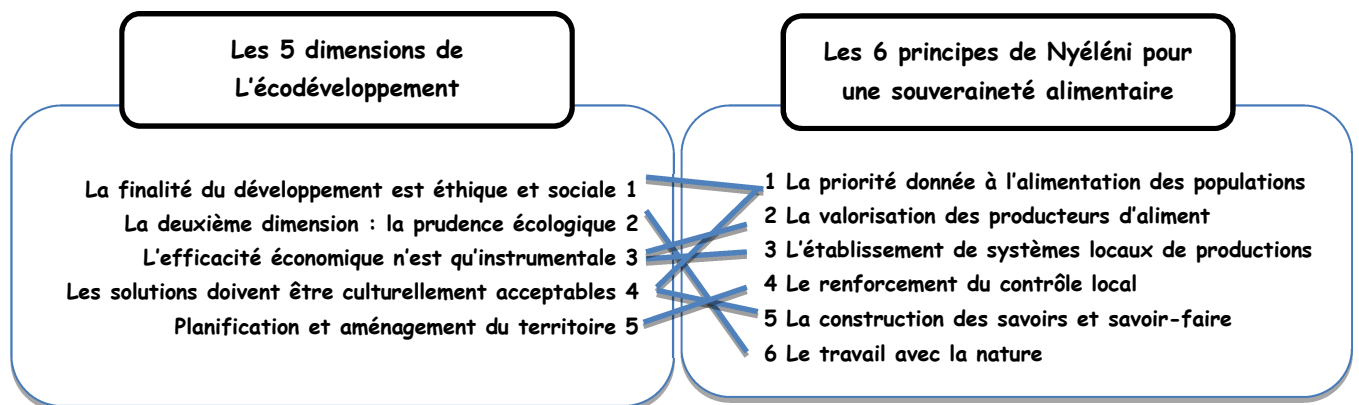 Les 5 dimensions de
L'écodéveloppement
La finalité du développement est éthique et sociale 1
La deuxième dimension : la prudence écologique 2
L'efficacité économique n'est qu'instrumentale 3
Les solutions doivent être culturellement acceptables 4
Planification et aménagement du territoire 5
Les 6 principes de Nyéléni pour
une souveraineté alimentaire
1 La priorité donnée à l'alimentation des populations
2 La valorisation des producteurs d'aliment
3 L'établissement de systèmes locaux de productions
4 Le renforcement du contrôle local
5 La construction des savoirs et savoir-faire
6 Le travail avec la nature